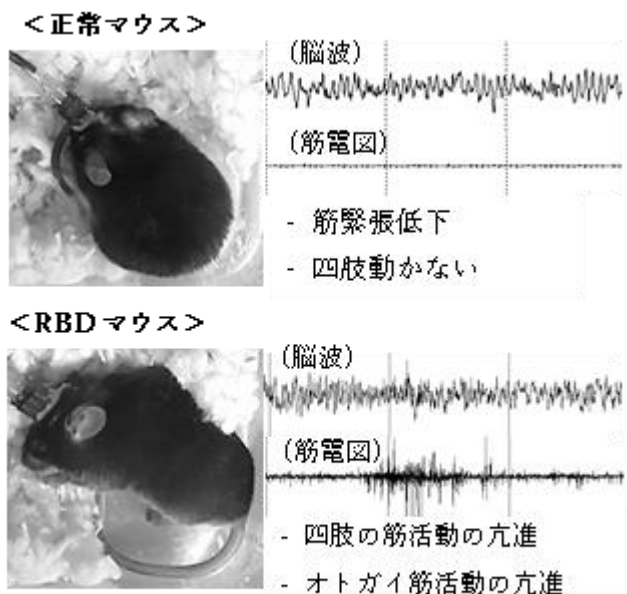 ＜正常マウス＞
（脳波）
（筋電図）
- 筋緊張低下
- 四肢動かない
＜RBDマウス＞
（脳波）
（筋電図）
- 四肢の筋活動の亢進
- オトガイ筋活動の亢進